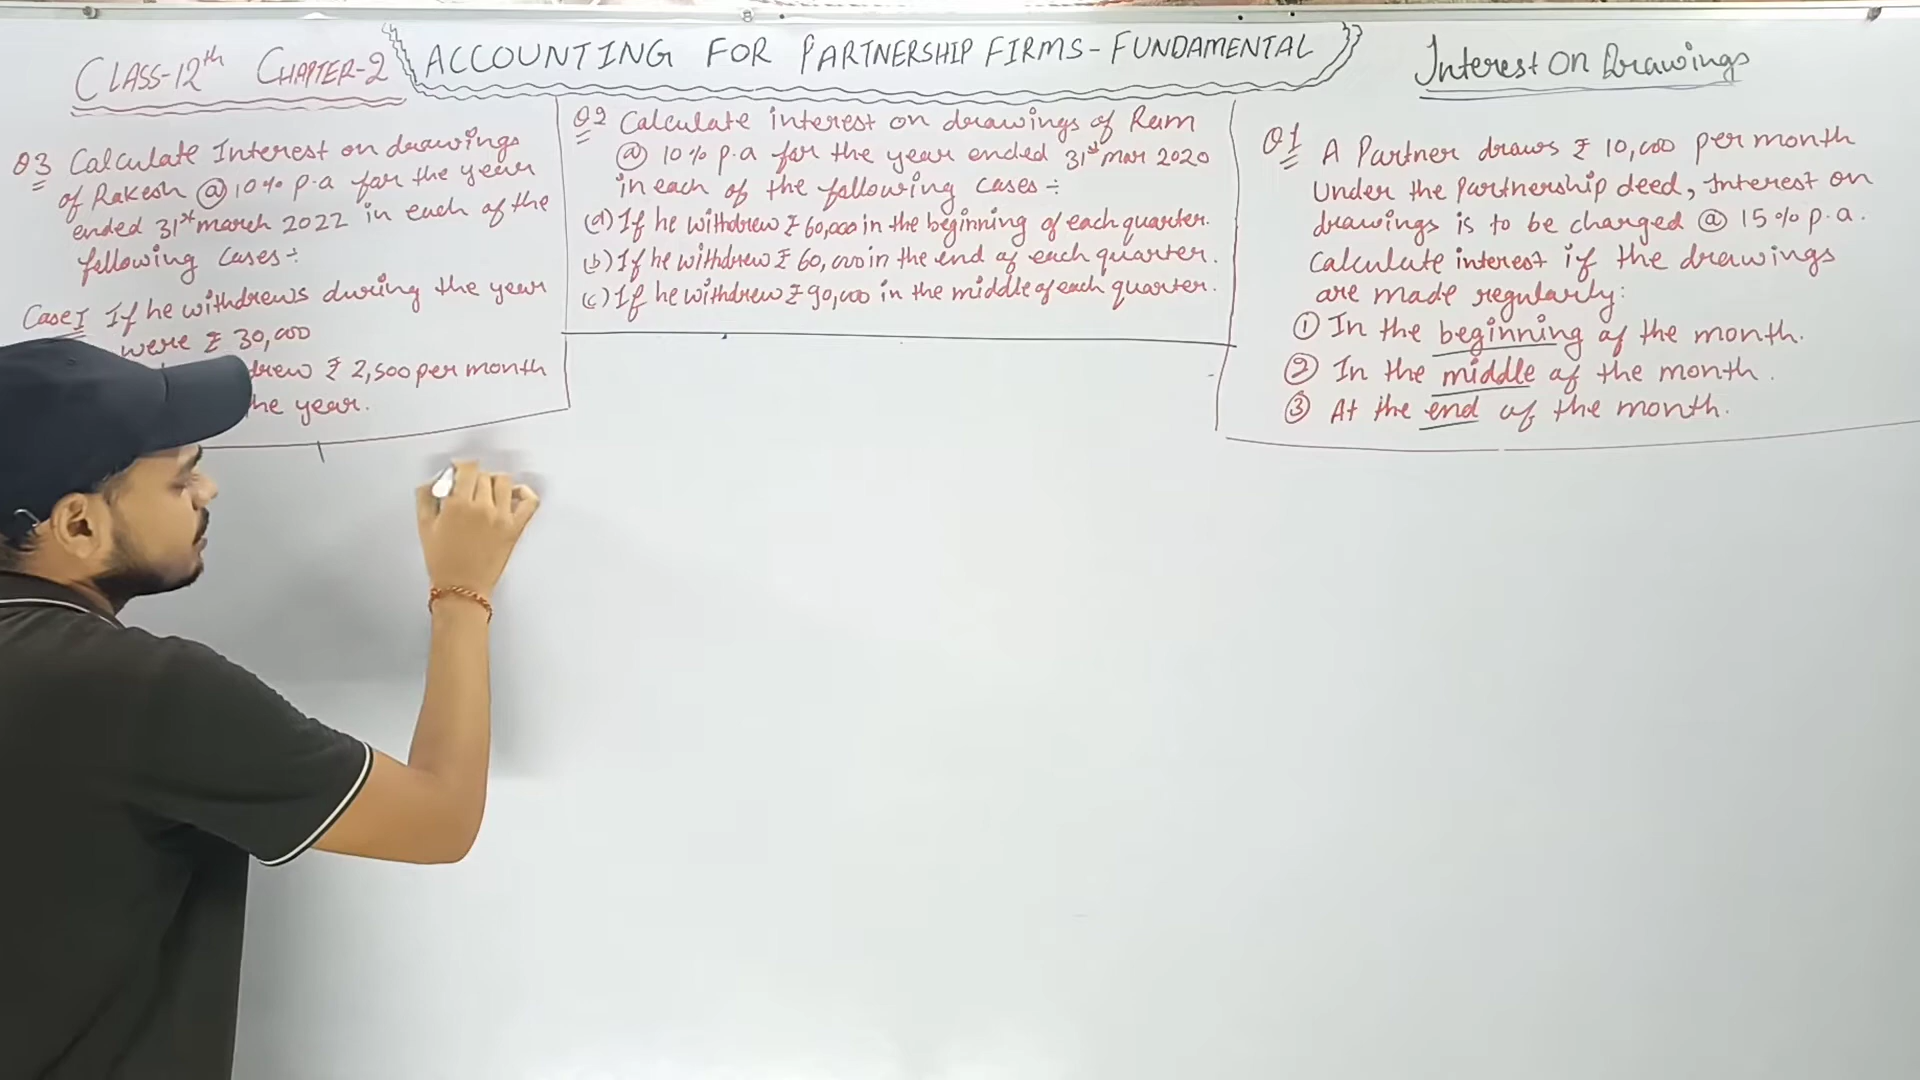 CLASS-12th CHAPTER-2
ACCOUNTING FOR PARTNERSHIP FIRMS-FUNDAMENTAL
Interest On Drawings
Q3 Calculate Interest on drawings
of Rakesh @ 10% p.a for the year
ended 31st march 2022 in each of the
following cases ÷
Case I If he withdrews during the year
were ₹ 30,000
drew ₹ 2,500 per month
the year.
Q2 Calculate interest on drawings of Ram
@ 10% p.a for the year ended 31st mar 2020
in each of the following cases ÷
(a) If he withdrew ₹ 60,000 in the beginning of each quarter.
(b) If he withdrew ₹ 60,000 in the end of each quarter.
(c) If he withdrew ₹ 90,000 in the middle of each quarter.
Q1 A Partner draws ₹ 10,000 per month
Under the Partnership deed, Interest on
drawings is to be charged @ 15% p.a.
Calculate interest if the drawings
are made regularly:
① In the beginning of the month.
② In the middle of the month.
③ At the end of the month.